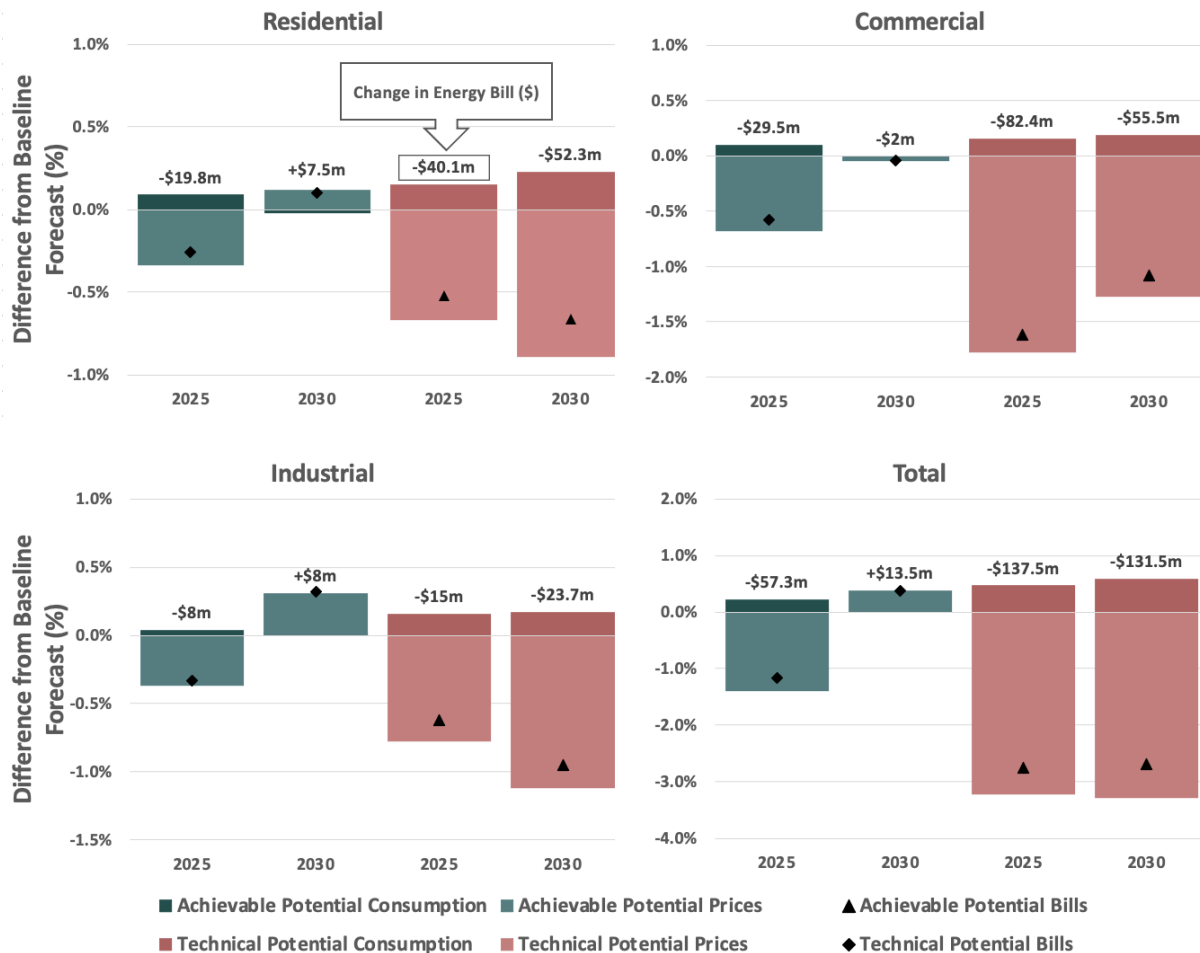 Residential
1.0%
Change in Energy Bill ($)
0.5%
-$19.8m
+$7.5m
-$40.1m
-$52.3m
0.0%
-0.5%
-1.0%
2025
2030
2025
2030
Difference from Baseline
Forecast (%)
Commercial
1.0%
0.5%
-$29.5m
-$2m
-$82.4m
-$55.5m
0.0%
-0.5%
-1.0%
-1.5%
-2.0%
2025
2030
2025
2030
Industrial
1.0%
0.5%
-$8m
+$8m
-$15m
-$23.7m
0.0%
-0.5%
-1.0%
-1.5%
2025
2030
2025
2030
Difference from Baseline
Forecast (%)
Total
2.0%
1.0%
-$57.3m
+$13.5m
-$137.5m
-$131.5m
0.0%
-1.0%
-2.0%
-3.0%
-4.0%
2025
2030
2025
2030
Achievable Potential Consumption
Achievable Potential Prices
Achievable Potential Bills
Technical Potential Consumption
Technical Potential Prices
Technical Potential Bills